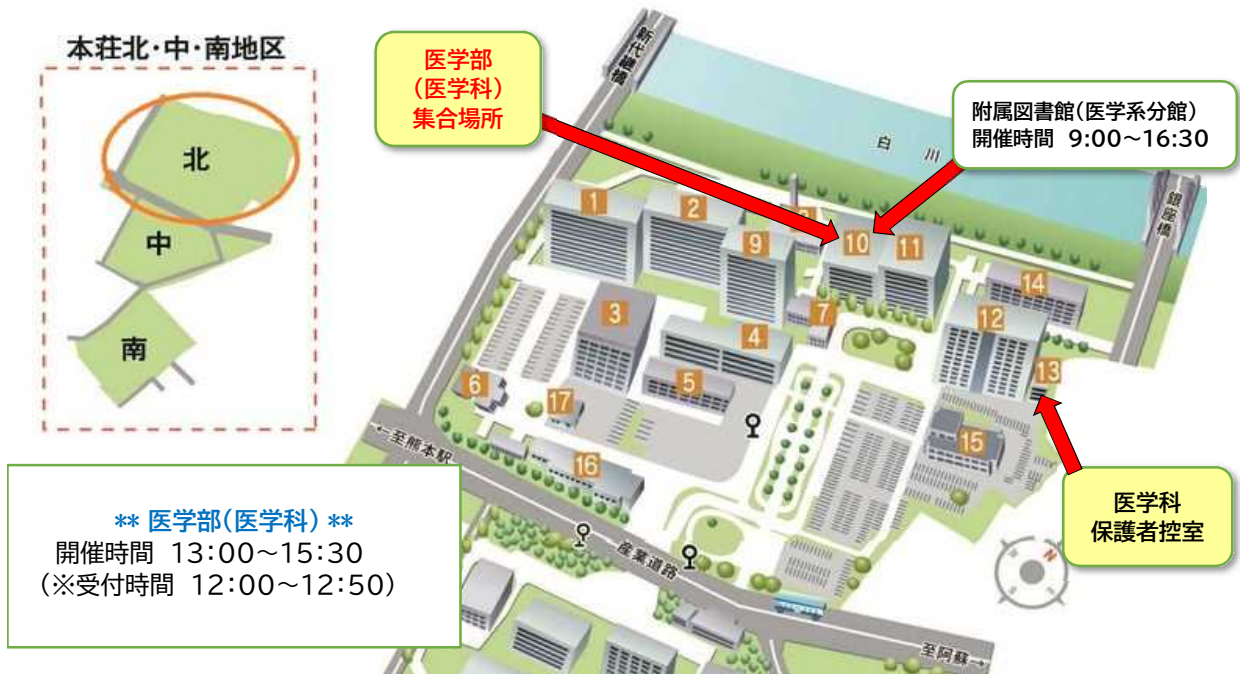 本荘北・中・南地区
北
中
南
医学部
（医学科）
集合場所
附属図書館（医学系分館）
開催時間 9:00～16:30
新代継橋
白川
銀座橋
1
2
9
10
11
14
3
7
12
4
13
5
6
17
15
16
←至熊本駅
産業道路
至阿蘇→
N
医学科
保護者控室
** 医学部（医学科） **
開催時間 13:00～15:30
（※受付時間 12:00～12:50）